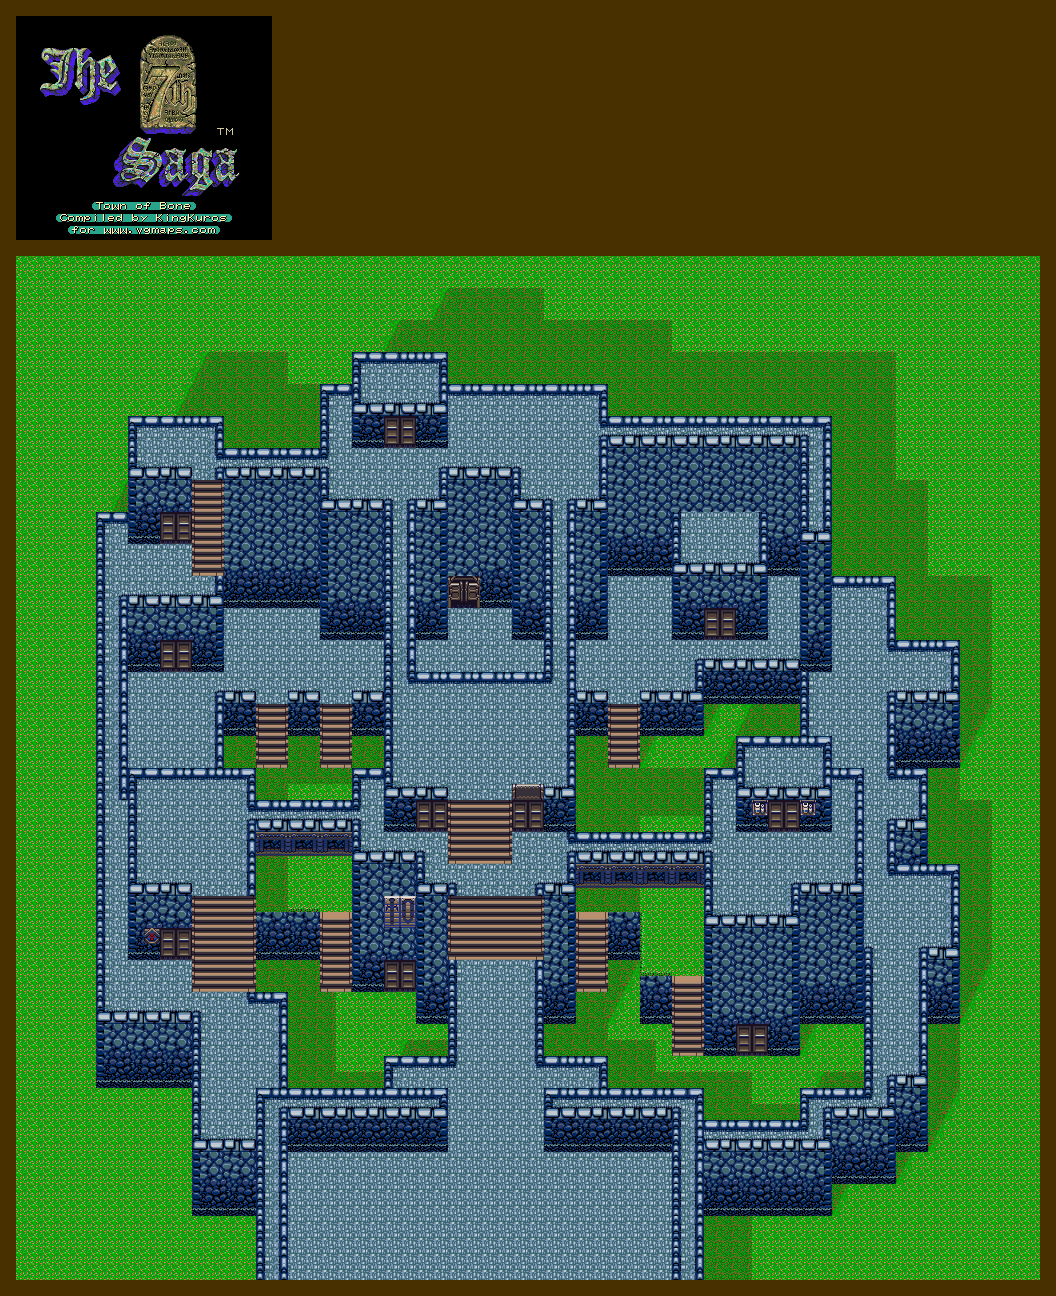 The 7th
Saga ™
Town of Bone
Compiled by KingKuros
for www.vgmaps.com